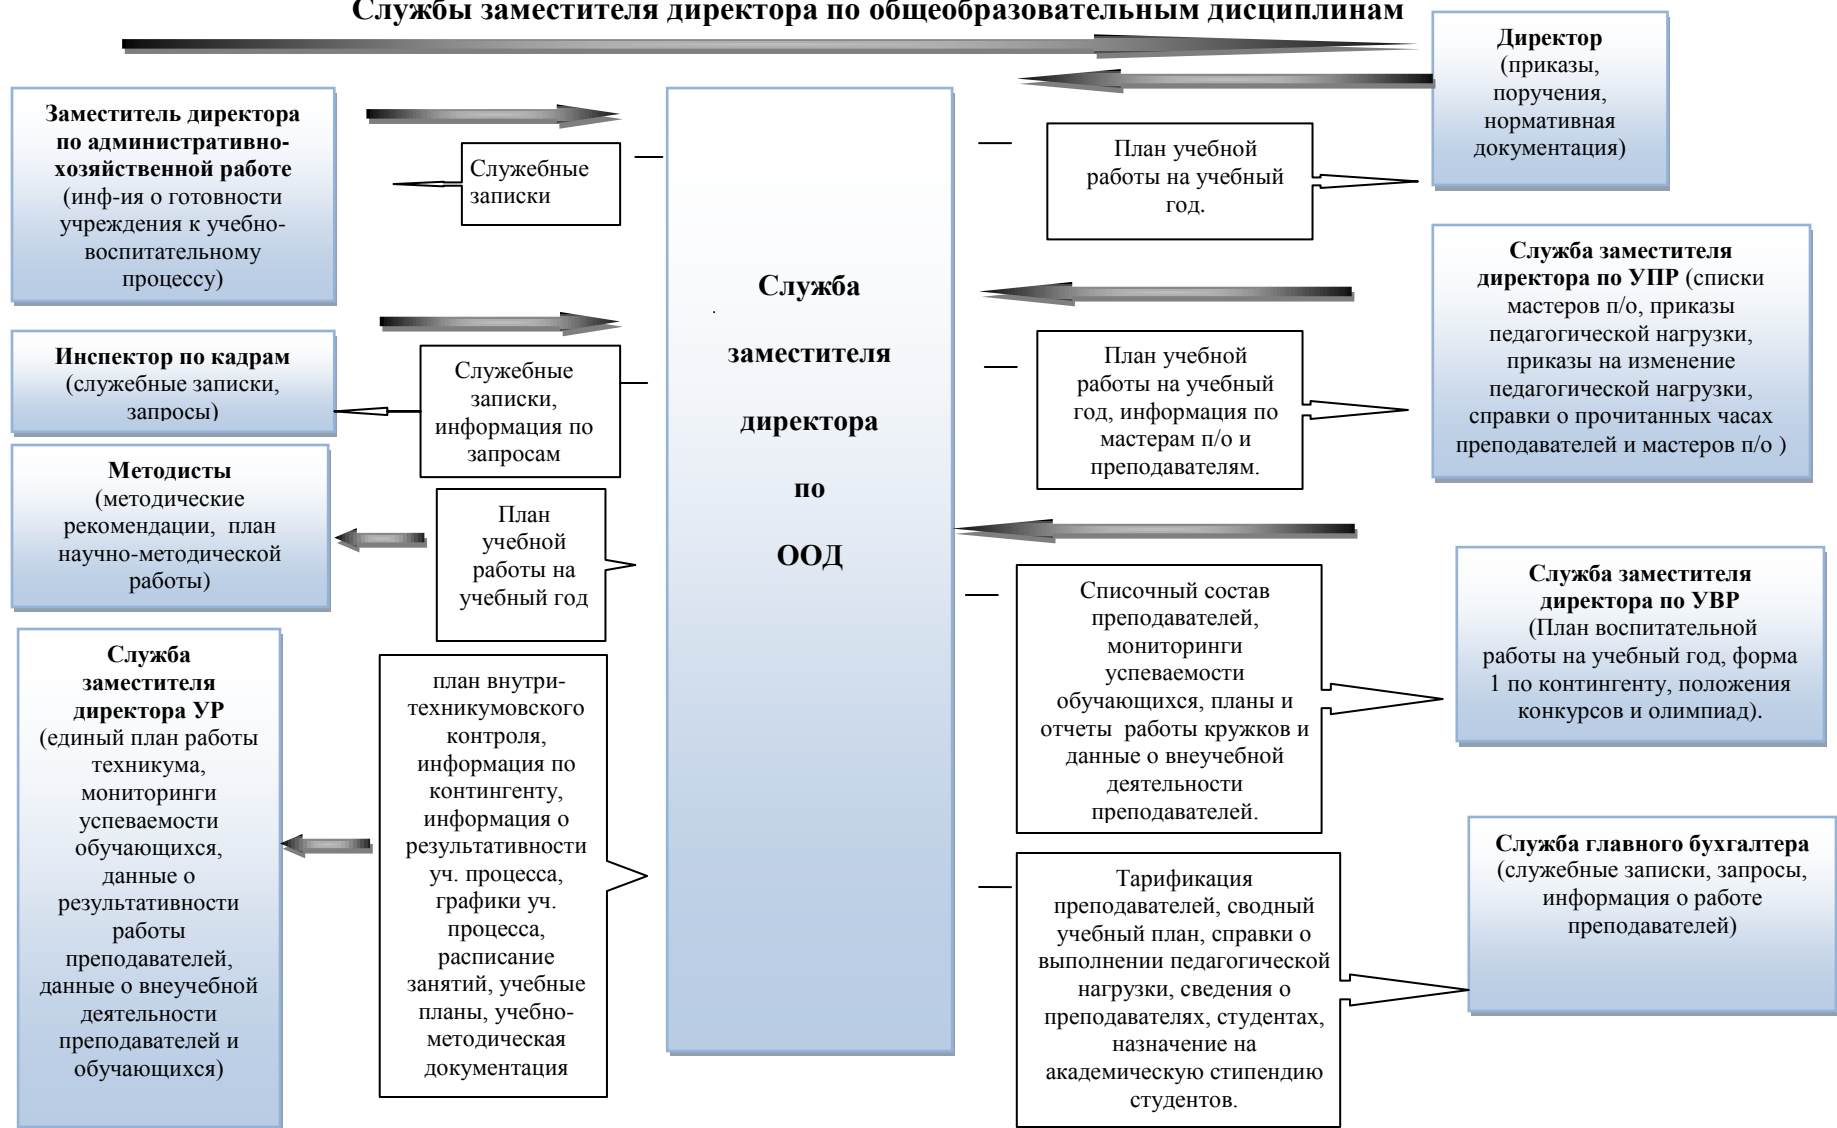 Службы заместителя директора по общеобразовательным дисциплинам
Заместитель директора
по административно-
хозяйственной работе
(инф-ия о готовности
учреждения к учебно-
воспитательному
процессу)
Служебные
записки
Инспектор по кадрам
(служебные записки,
запросы)
Служебные
записки,
информация по
запросам
Методисты
(методические
рекомендации, план
научно-методической
работы)
План
учебной
работы на
учебный год
Служба
заместителя
директора УР
(единый план работы
техникума,
мониторинги
успеваемости
обучающихся,
данные о
результативности
работы
преподавателей,
данные о внеучебной
деятельности
преподавателей и
обучающихся)
план внутри-
техникумовского
контроля,
информация по
контингенту,
информация о
результативности
уч. процесса,
графики уч.
процесса,
расписание
занятий, учебные
планы, учебно-
методическая
документация
Служба
заместителя
директора
по
ООД
Директор
(приказы,
поручения,
нормативная
документация)
План учебной
работы на учебный
год.
Служба заместителя
директора по УПР (списки
мастеров п/о, приказы
педагогической нагрузки,
приказы на изменение
педагогической нагрузки,
справки о прочитанных часах
преподавателей и мастеров п/о )
План учебной
работы на учебный
год, информация по
мастерам п/о и
преподавателям.
Служба заместителя
директора по УВР
(План воспитательной
работы на учебный год, форма
1 по контингенту, положения
конкурсов и олимпиад).
Списочный состав
преподавателей,
мониторинги
успеваемости
обучающихся, планы и
отчеты работы кружков и
данные о внеучебной
деятельности
преподавателей.
Служба главного бухгалтера
(служебные записки, запросы,
информация о работе
преподавателей)
Тарификация
преподавателей, сводный
учебный план, справки о
выполнении педагогической
нагрузки, сведения о
преподавателях, студентах,
назначение на
академическую стипендию
студентов.